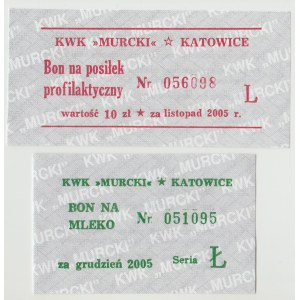 KWK »MURCKI« ☆ KATOWICE
Bon na posiłek
profilaktyczny
Nr 056098
L
wartość 10 zł ★ za listopad 2005 r.
KWK »MURCKI« ☆ KATOWICE
BON NA
MLEKO
Nr 051095
za grudzień 2005 Seria Ł